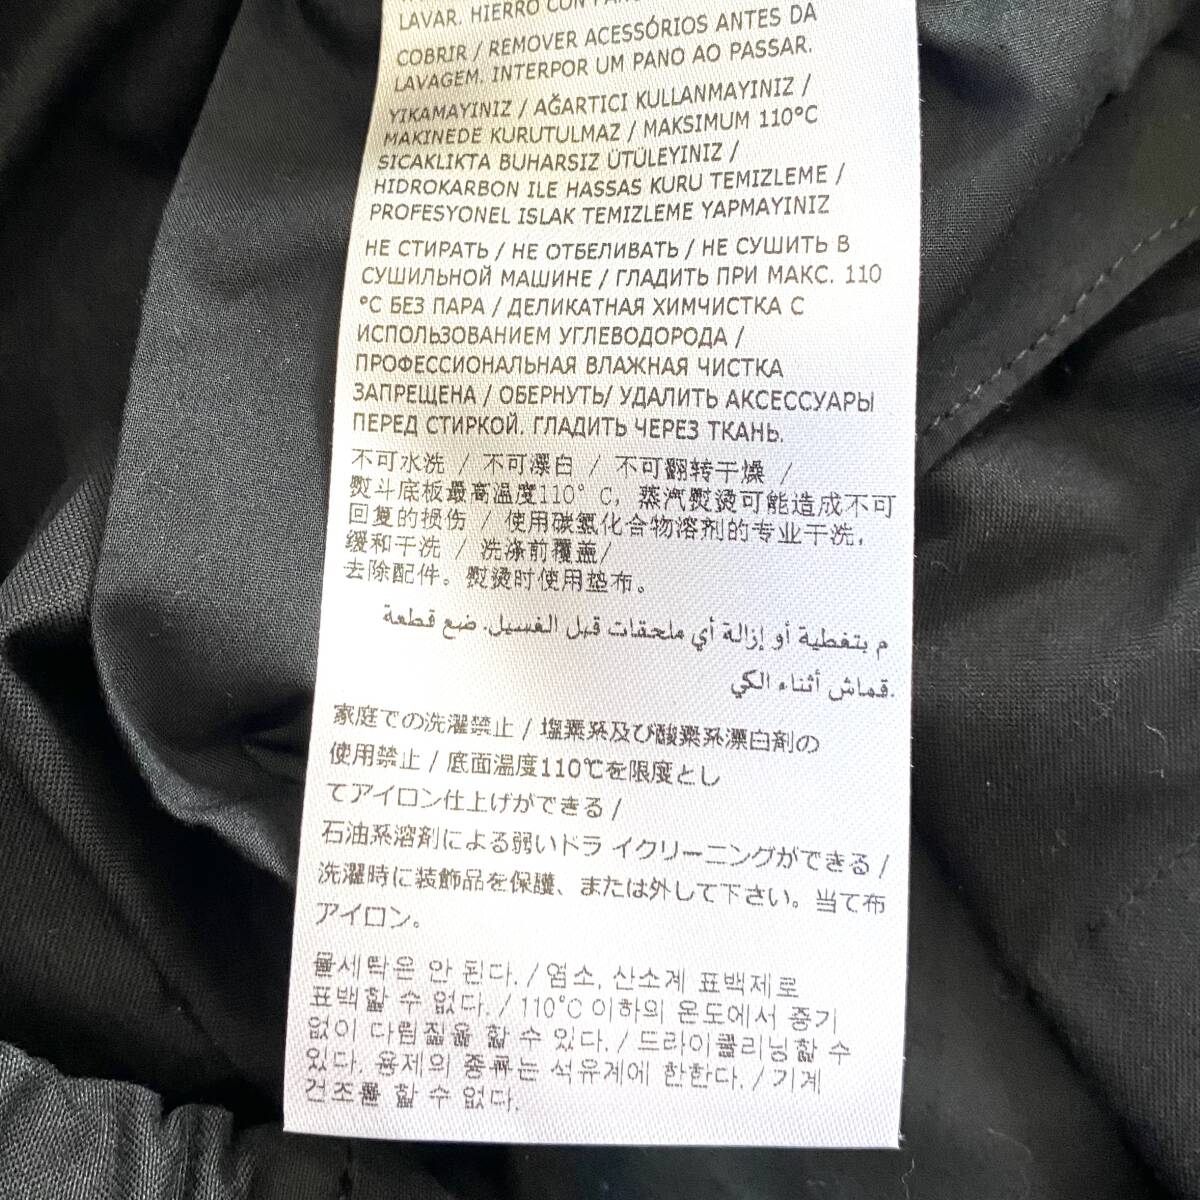 LAVAR. HIERRO CON
COBRIR / REMOVER ACESSÓRIOS ANTES DA
LAVAGEM. INTERPOR UM PANO AO PASSAR.
YIKAMAYINIZ / AĞARTICI KULLANMAYINIZ /
MAKINEDE KURUTULMAZ / MAKSIMUM 110°C
SICAKLIKTA BUHARSIZ ÜTÜLEYINIZ /
HIDROKARBON ILE HASSAS KURU TEMIZLEME /
PROFESYONEL ISLAK TEMIZLEME YAPMAYINIZ
НЕ СТИРАТЬ / НЕ ОТБЕЛИВАТЬ / НЕ СУШИТЬ В
СУШИЛЬНОЙ МАШИНЕ / ГЛАДИТЬ ПРИ МАКС. 110
°C БЕЗ ПАРА / ДЕЛИКАТНАЯ ХИМЧИСТКА С
ИСПОЛЬЗОВАНИЕМ УГЛЕВОДОРОДА /
ПРОФЕССИОНАЛЬНАЯ ВЛАЖНАЯ ЧИСТКА
ЗАПРЕЩЕНА / ОБЕРНУТЬ/ УДАЛИТЬ АКСЕССУАРЫ
ПЕРЕД СТИРКОЙ. ГЛАДИТЬ ЧЕРЕЗ ТКАНЬ.
不可水洗 / 不可漂白 / 不可翻转干燥 /
熨斗底板最高温度110° C，蒸汽熨烫可能造成不可
回复的损伤 / 使用碳氢化合物溶剂的专业干洗，
缓和干洗 / 洗涤前覆盖/
去除配件。熨烫时使用垫布。
م بتغطية أو إزالة أي ملحقات قبل الغسيل. ضع قطعة
قماش أثناء الكي.
家庭での洗濯禁止 / 塩素系及び酸素系漂白剤の
使用禁止 / 底面温度110℃を限度とし
てアイロン仕上げができる /
石油系溶剤による弱いドラ イクリーニングができる /
洗濯時に装飾品を保護、または外して下さい。当て布
アイロン。
물세탁은 안 된다. / 염소, 산소계 표백제로
표백할 수 없다. / 110°C 이하의 온도에서 증기
없이 다림질을 할 수 있다. / 드라이클리닝할 수
있다. 용제의 종류는 석유계에 한한다. / 기계
건조를 할 수 없다.